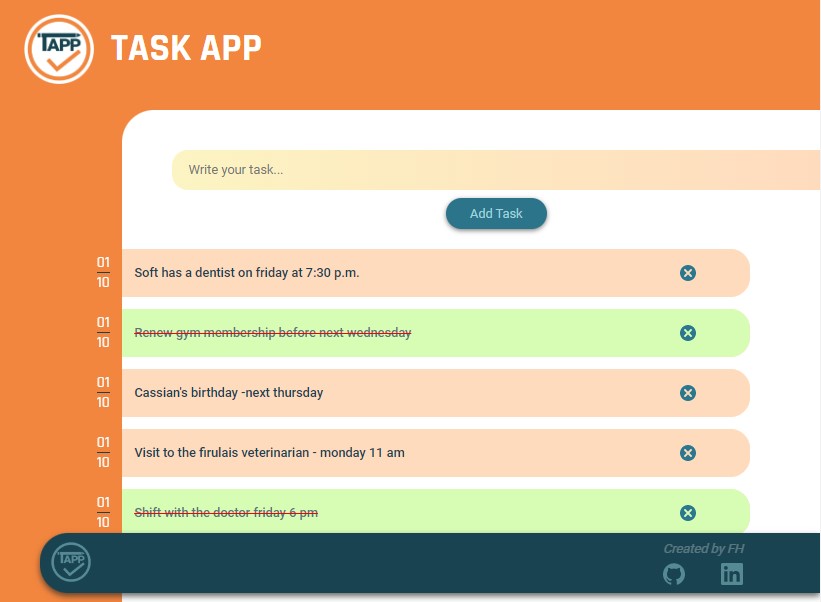 TAPP
TASK APP
Write your task...
Add Task
01
10
Soft has a dentist on friday at 7:30 p.m.
01
10
Renew gym membership before next wednesday
01
10
Cassian's birthday -next thursday
01
10
Visit to the firulais veterinarian - monday 11 am
01
10
Shift with the doctor friday 6 pm
TAPP
Created by FH
in